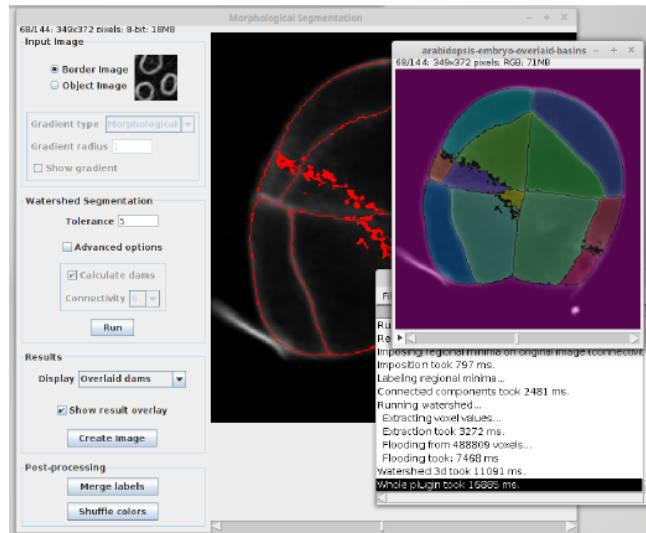 Morphological Segmentation
68/144; 349x372 pixels; 8-bit; 18MB
Input Image
Border Image
Object Image
Gradient type Morphological
Gradient radius 1
Show gradient
Watershed Segmentation
Tolerance 5
Advanced options
Calculate dams
Connectivity 6
Run
Results
Display Overlaid dams
Show result overlay
Create Image
Post-processing
Merge labels
Shuffle colors
arabidopsis-embryo-overlaid-basins
68/144; 349x372 pixels; RGB; 71MB
Imposing regional minima on original image (connectivit
Imposition took 797 ms.
Labeling regional minima...
Connected components took 2481 ms.
Running watershed...
Extracting voxel values...
Extraction took 3272 ms.
Flooding from 488809 voxels...
Flooding took: 7468 ms
Watershed 3d took 11091 ms.
Whole plugin took 16885 ms.